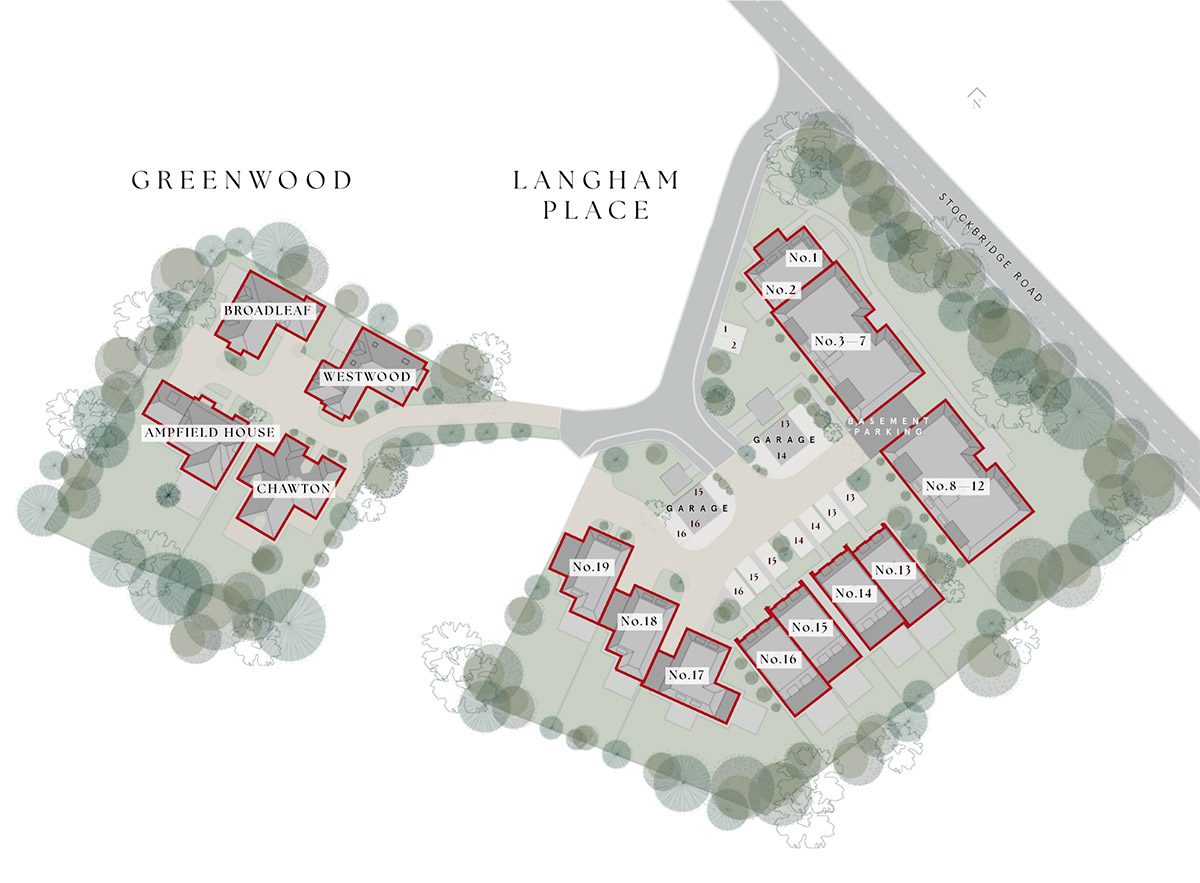 GREENWOOD
LANGHAM
PLACE
N
STOCKBRIDGE ROAD
BROADLEAF
WESTWOOD
AMPFIELD HOUSE
CHAWTON
No.1
No.2
1
2
No.3—7
BASEMENT
PARKING
13
GARAGE
14
No.8—12
15
GARAGE
16
16
13
13
14
14
15
15
16
No.13
No.14
No.15
No.16
No.17
No.18
No.19